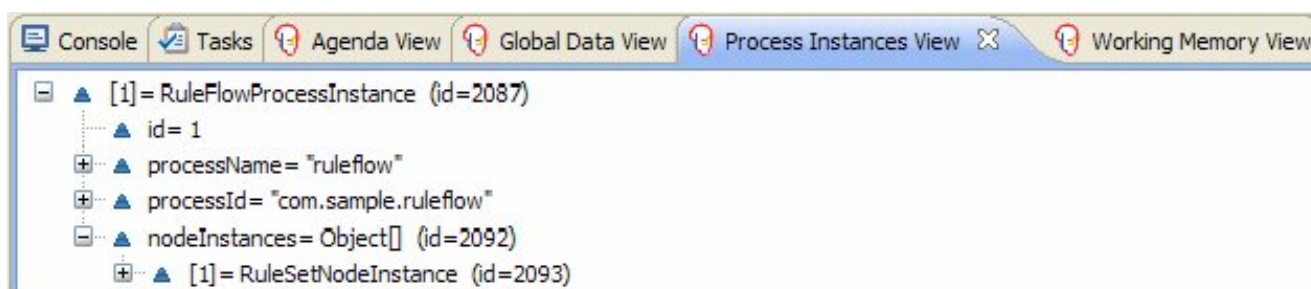 Console Tasks Agenda View Global Data View Process Instances View Working Memory View
[1]= RuleFlowProcessInstance (id=2087)
id= 1
processName= "ruleflow"
processId= "com.sample.ruleflow"
nodeInstances= Object[] (id=2092)
[1]= RuleSetNodeInstance (id=2093)